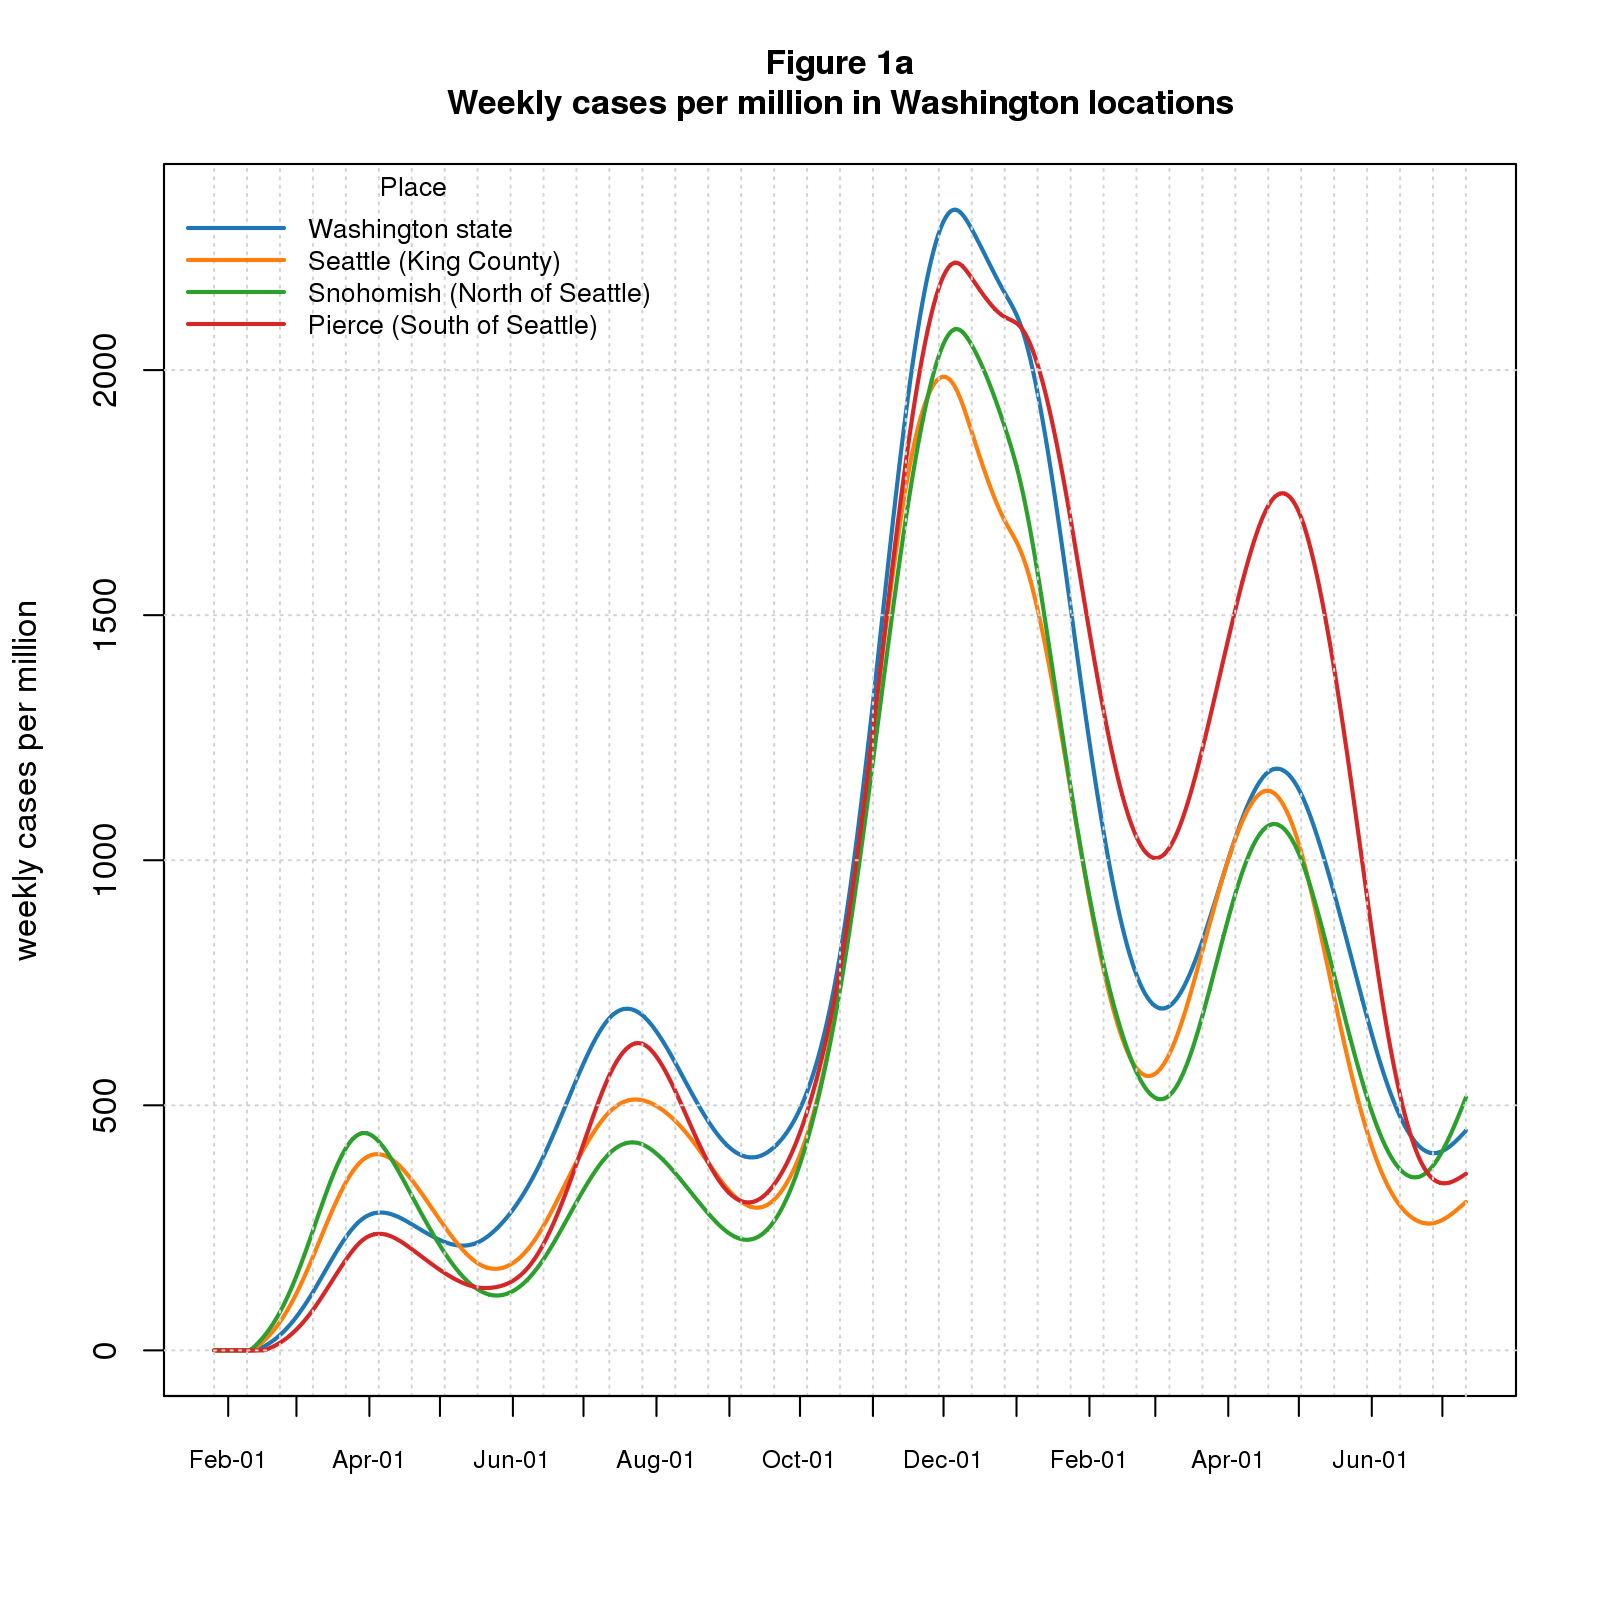 Figure 1a
Weekly cases per million in Washington locations
Place
Washington state
Seattle (King County)
Snohomish (North of Seattle)
Pierce (South of Seattle)
weekly cases per million
2000
1500
1000
500
0
Feb-01 Apr-01 Jun-01 Aug-01 Oct-01 Dec-01 Feb-01 Apr-01 Jun-01